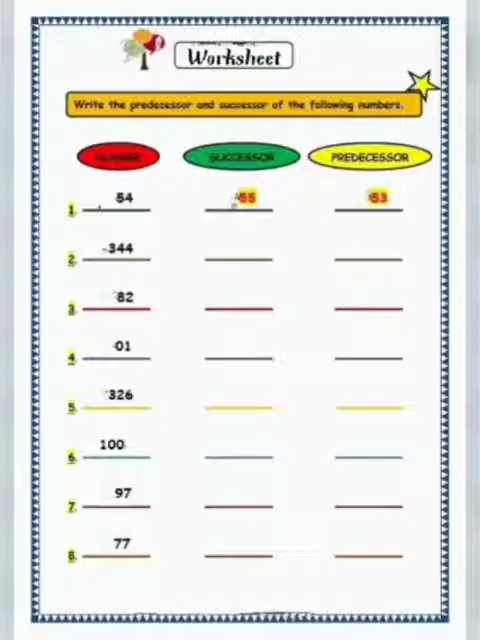 Worksheet
Write the predecessor and successor of the following numbers.
NUMBER SUCCESSOR PREDECESSOR
1. 54 55 53
2. 344
3. 82
4. 01
5. 326
6. 100
7. 97
8. 77